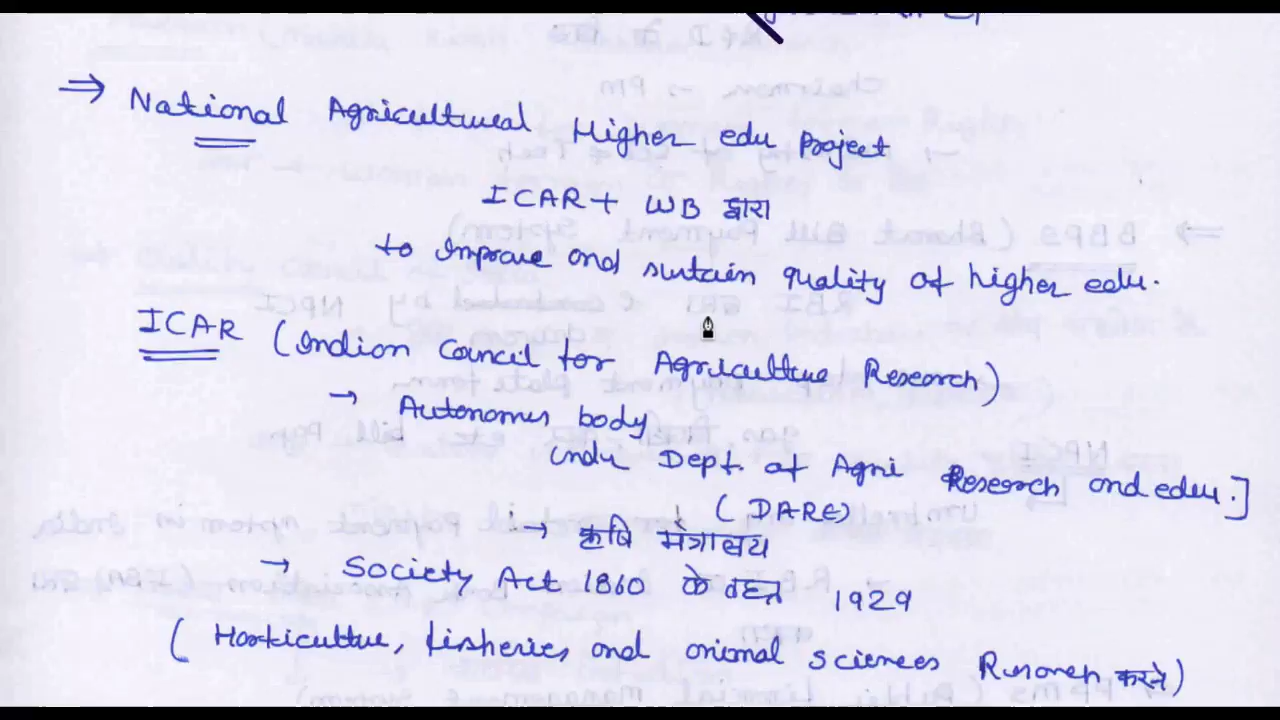 ⇒ National Agricultural Higher edu Project
ICAR + WB द्वारा
to Improve and sustain quality of higher edu.
ICAR (Indian Council for Agriculture Research)
→ Autonomus body
under Dept. of Agri Research and edu.]
(DARE)
→ कृषि मंत्रालय
→ Society Act 1860 के तहत 1929
(Horticulture, fisheries and animal sciences Research करने)